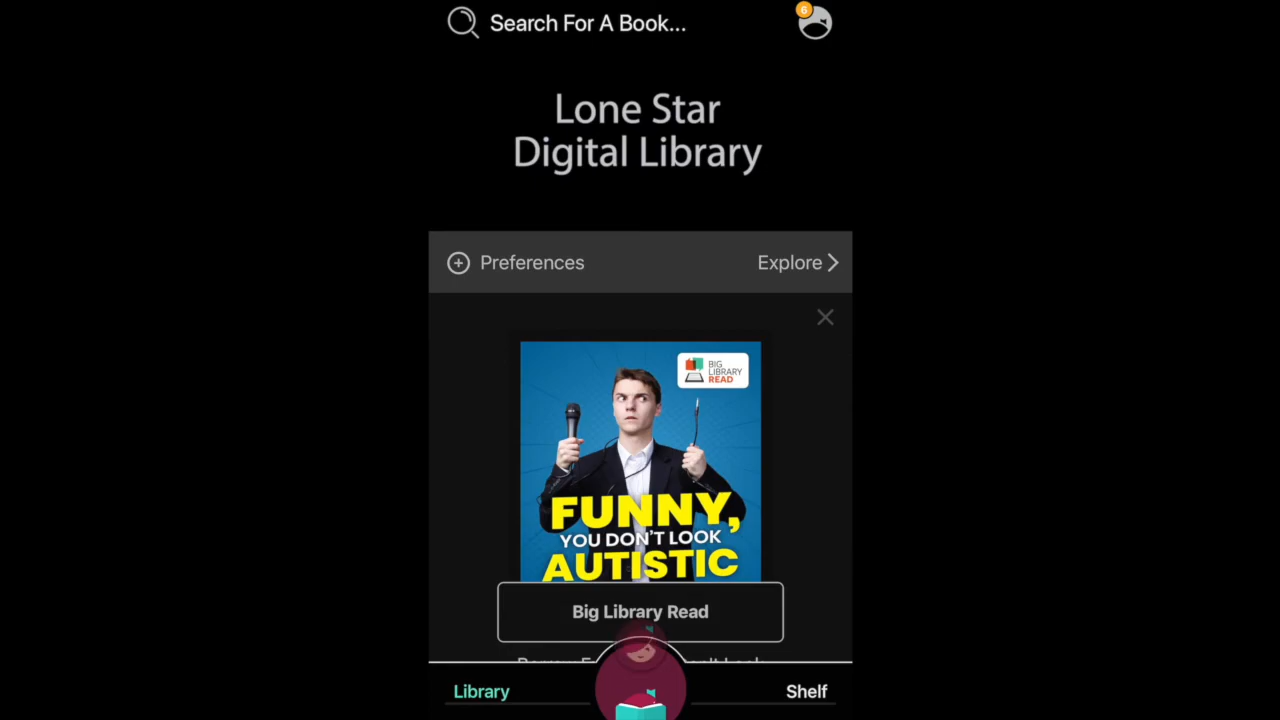 Search For A Book...
6
Lone Star
Digital Library
Preferences
Explore
BIG
LIBRARY
READ
FUNNY,
YOU DON'T LOOK
AUTISTIC
Big Library Read
Library
Shelf